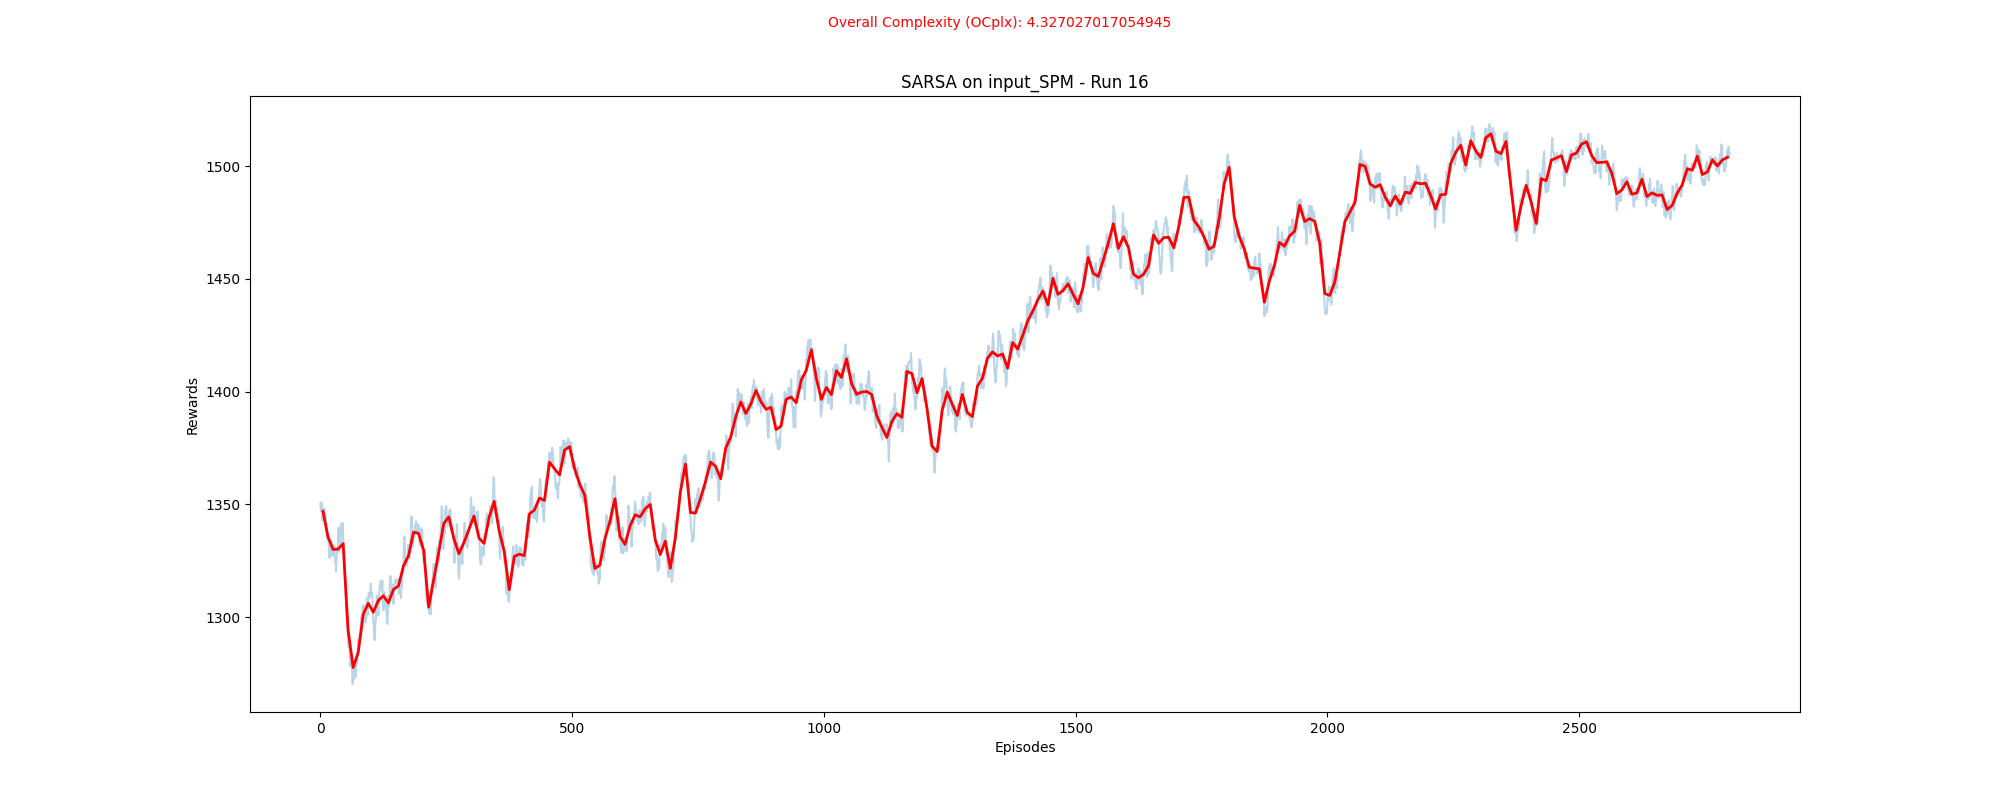 Overall Complexity (OCplx): 4.327027017054945
SARSA on input_SPM - Run 16
Rewards
1500
1450
1400
1350
1300
0 500 1000 1500 2000 2500
Episodes